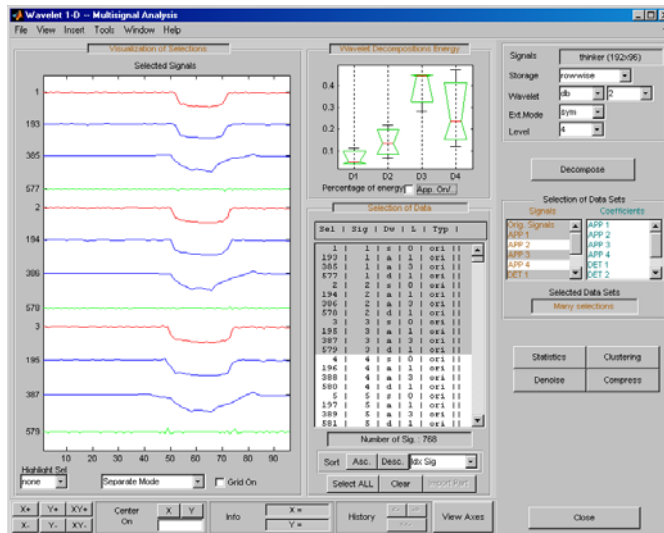 Wavelet 1-D -- Multisignal Analysis
File View Insert Tools Window Help
Visualization of Selections
Selected Signals
1
193
385
577
2
194
386
578
3
195
387
579
10 20 30 40 50 60 70 80 90
Highlight Sel
none
Separate Mode
Grid On
Wavelet Decompositions Energy
0.4
0.3
0.2
0.1
D1 D2 D3 D4
Percentage of energy
App. On/..
Selection of Data
Sel | Sig | Dw | L | Typ |
1 | 1 | s | 0 | ori ||
193 | 1 | a | 1 | ori ||
385 | 1 | a | 3 | ori ||
577 | 1 | d | 1 | ori ||
2 | 2 | s | 0 | ori ||
194 | 2 | a | 1 | ori ||
386 | 2 | a | 3 | ori ||
578 | 2 | d | 1 | ori ||
3 | 3 | s | 0 | ori ||
195 | 3 | a | 1 | ori ||
387 | 3 | a | 3 | ori ||
579 | 3 | d | 1 | ori ||
4 | 4 | s | 0 | ori ||
196 | 4 | a | 1 | ori ||
388 | 4 | a | 3 | ori ||
580 | 4 | d | 1 | ori ||
5 | 5 | s | 0 | ori ||
197 | 5 | a | 1 | ori ||
389 | 5 | a | 3 | ori ||
581 | 5 | d | 1 | ori ||
Number of Sig.: 768
Sort Asc. Desc. Idx Sig
Select ALL Clear Import Part
Signals thinker (192x96)
Storage rowwise
Wavelet db 2
Ext.Mode sym
Level 4
Decompose
Selection of Data Sets
Signals Coefficients
Orig. Signals APP 1
APP 1 APP 2
APP 2 APP 3
APP 3 APP 4
APP 4 DET 1
DET 1 DET 2
Selected Data Sets
Many selections
Statistics Clustering
Denoise Compress
X+ Y+ XY+
X- Y- XY-
Center On X Y
Info X =
Y =
History <- ->
<<-
View Axes
Close